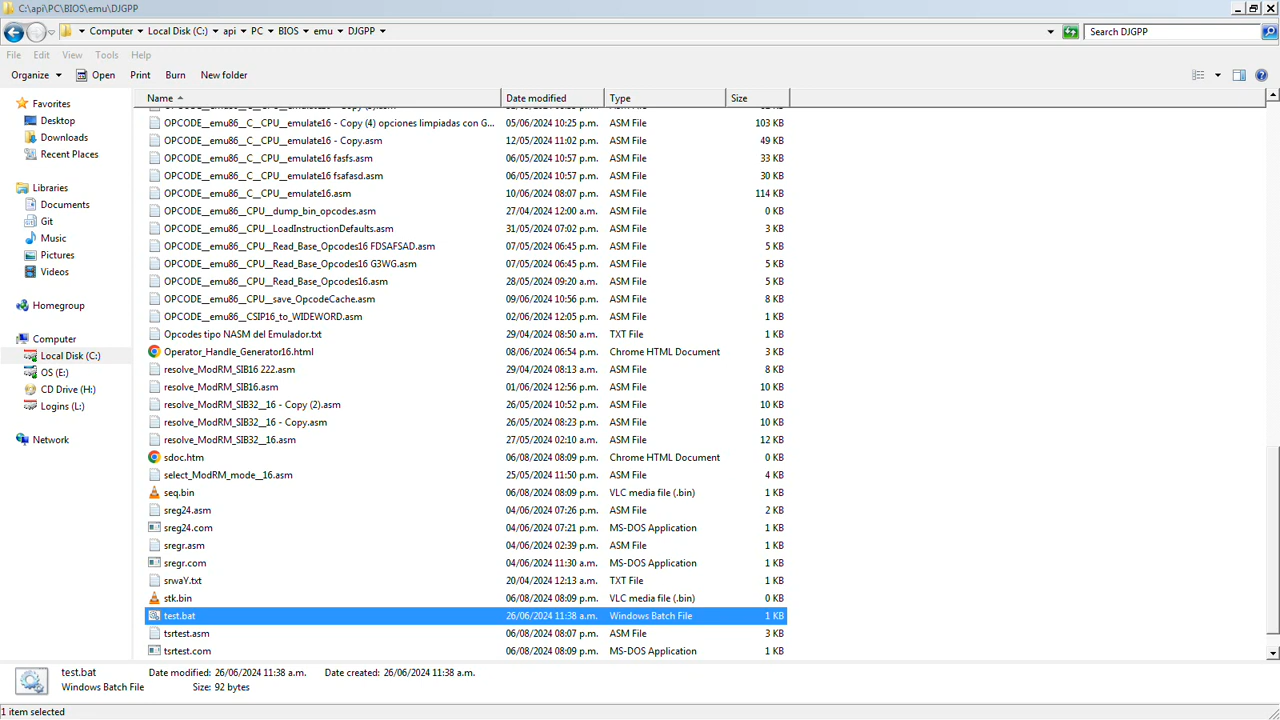 C:\api\PC\BIOS\emu\DJGPP
Computer Local Disk (C:) api PC BIOS emu DJGPP Search DJGPP
File Edit View Tools Help
Organize Open Print Burn New folder
Favorites
Desktop
Downloads
Recent Places
Libraries
Documents
Git
Music
Pictures
Videos
Homegroup
Computer
Local Disk (C:)
OS (E:)
CD Drive (H:)
Logins (L:)
Network
Name Date modified Type Size
OPCODE__emu86__C__CPU__emulate16 - Copy (4) opciones limpiadas con G... 05/06/2024 10:25 p.m. ASM File 103 KB
OPCODE__emu86__C__CPU__emulate16 - Copy.asm 12/05/2024 11:02 p.m. ASM File 49 KB
OPCODE__emu86__C__CPU__emulate16 fasfs.asm 06/05/2024 10:57 p.m. ASM File 33 KB
OPCODE__emu86__C__CPU__emulate16 fsafasd.asm 06/05/2024 10:57 p.m. ASM File 30 KB
OPCODE__emu86__C__CPU__emulate16.asm 10/06/2024 08:07 p.m. ASM File 114 KB
OPCODE__emu86__CPU__dump_bin_opcodes.asm 27/04/2024 12:00 a.m. ASM File 0 KB
OPCODE__emu86__CPU__LoadInstructionDefaults.asm 31/05/2024 07:02 p.m. ASM File 3 KB
OPCODE__emu86__CPU__Read_Base_Opcodes16 FDSAFSAD.asm 07/05/2024 06:45 p.m. ASM File 5 KB
OPCODE__emu86__CPU__Read_Base_Opcodes16 G3WG.asm 07/05/2024 06:45 p.m. ASM File 5 KB
OPCODE__emu86__CPU__Read_Base_Opcodes16.asm 28/05/2024 09:20 a.m. ASM File 5 KB
OPCODE__emu86__CPU__save_OpcodeCache.asm 09/06/2024 10:56 p.m. ASM File 8 KB
OPCODE__emu86__CSIP16_to_WIDEWORD.asm 02/06/2024 12:05 p.m. ASM File 1 KB
Opcodes tipo NASM del Emulador.txt 29/04/2024 08:50 a.m. TXT File 1 KB
Operator_Handle_Generator16.html 08/06/2024 06:54 p.m. Chrome HTML Document 3 KB
resolve_ModRM_SIB16 222.asm 29/04/2024 08:13 a.m. ASM File 8 KB
resolve_ModRM_SIB16.asm 01/06/2024 12:56 p.m. ASM File 10 KB
resolve_ModRM_SIB32__16 - Copy (2).asm 26/05/2024 10:52 p.m. ASM File 10 KB
resolve_ModRM_SIB32__16 - Copy.asm 26/05/2024 08:23 p.m. ASM File 10 KB
resolve_ModRM_SIB32__16.asm 27/05/2024 02:10 a.m. ASM File 12 KB
sdoc.htm 06/08/2024 08:09 p.m. Chrome HTML Document 0 KB
select_ModRM_mode__16.asm 25/05/2024 11:50 p.m. ASM File 4 KB
seq.bin 06/08/2024 08:09 p.m. VLC media file (.bin) 1 KB
sreg24.asm 04/06/2024 07:26 p.m. ASM File 2 KB
sreg24.com 04/06/2024 07:21 p.m. MS-DOS Application 1 KB
sregr.asm 04/06/2024 02:39 p.m. ASM File 1 KB
sregr.com 04/06/2024 11:30 a.m. MS-DOS Application 1 KB
srwaY.txt 20/04/2024 12:13 a.m. TXT File 1 KB
stk.bin 06/08/2024 08:09 p.m. VLC media file (.bin) 0 KB
test.bat 26/06/2024 11:38 a.m. Windows Batch File 1 KB
tsrtest.asm 06/08/2024 08:07 p.m. ASM File 3 KB
tsrtest.com 06/08/2024 08:09 p.m. MS-DOS Application 1 KB
test.bat Date modified: 26/06/2024 11:38 a.m. Date created: 26/06/2024 11:38 a.m.
Windows Batch File Size: 92 bytes
1 item selected